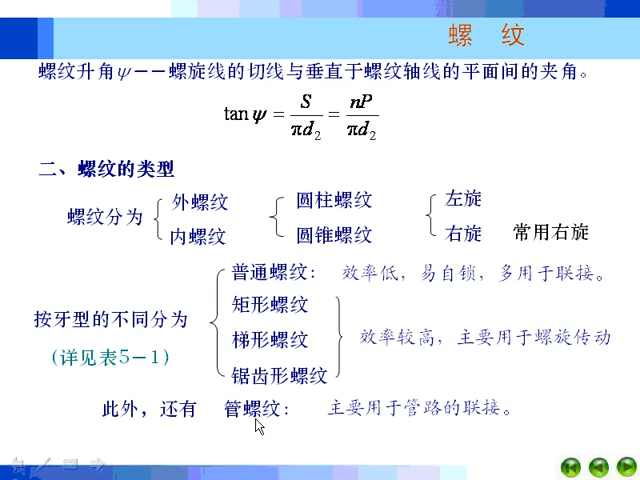 螺 纹
螺纹升角ψ－－螺旋线的切线与垂直于螺纹轴线的平面间的夹角。
tanψ = S/πd₂ = nP/πd₂
二、螺纹的类型
螺纹分为 外螺纹 圆柱螺纹 左旋
内螺纹 圆锥螺纹 右旋 常用右旋
普通螺纹： 效率低，易自锁，多用于联接。
按牙型的不同分为 矩形螺纹
（详见表5－1） 梯形螺纹 效率较高，主要用于螺旋传动
锯齿形螺纹
此外，还有 管螺纹： 主要用于管路的联接。